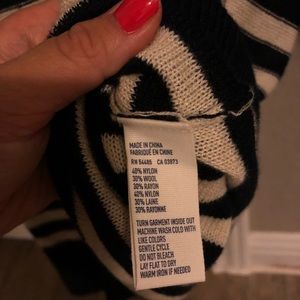 MADE IN CHINA
FABRIQUÉ EN CHINE
RN 54485 CA 03973
40% NYLON
30% WOOL
30% RAYON
40% NYLON
30% LAINE
30% RAYONNE
TURN GARMENT INSIDE OUT
MACHINE WASH COLD WITH
LIKE COLORS
GENTLE CYCLE
DO NOT BLEACH
LAY FLAT TO DRY
WARM IRON IF NEEDED